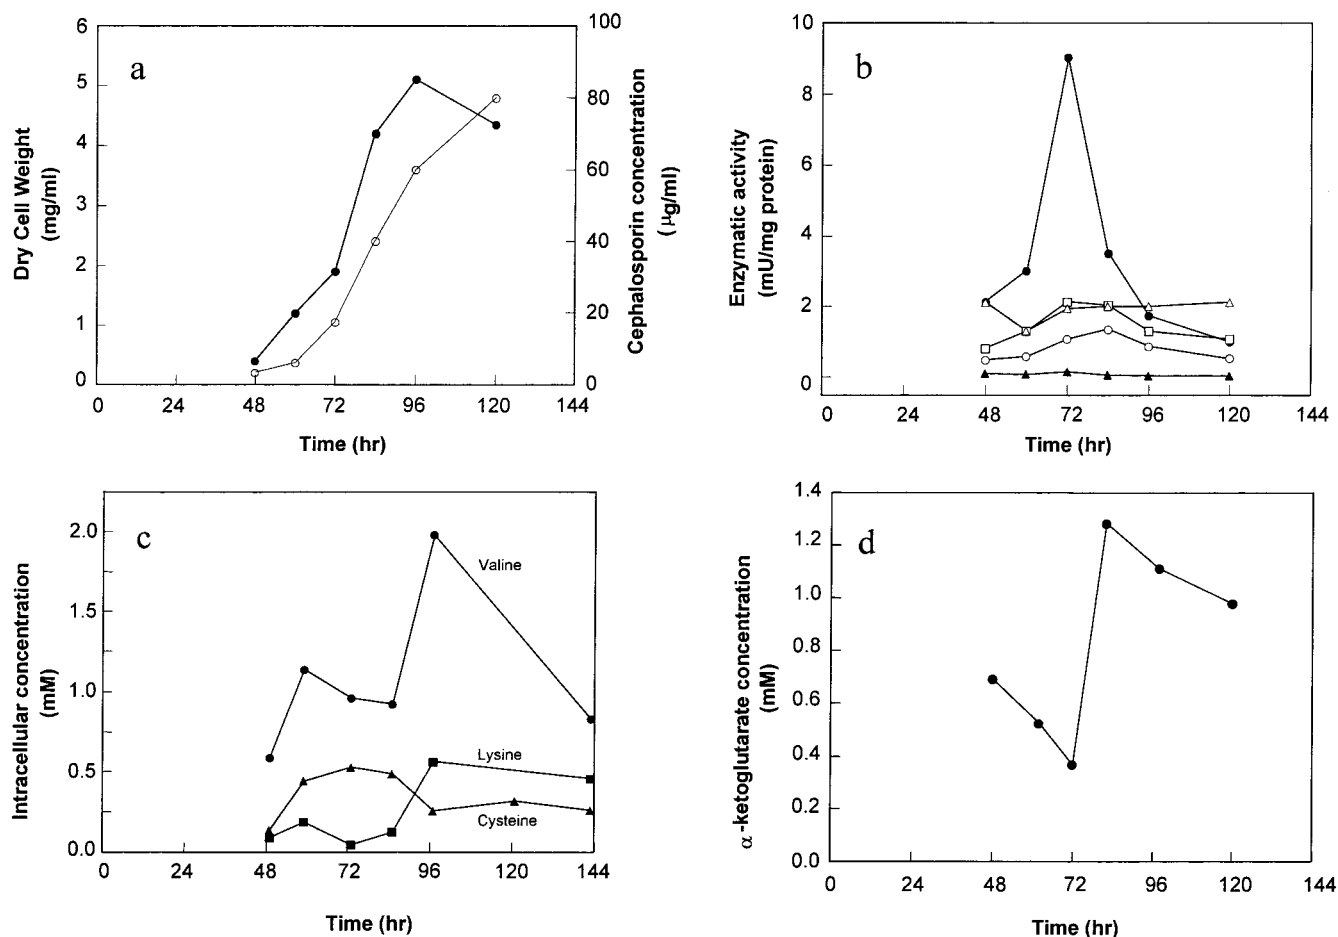 a
Dry Cell Weight
(mg/ml)
6
5
4
3
2
1
0
100
80
60
40
20
0
Cephalosporin concentration
(μg/ml)
0 24 48 72 96 120 144
Time (hr)
b
Enzymatic activity
(mU/mg protein)
10
8
6
4
2
0
0 24 48 72 96 120 144
Time (hr)
c
Intracellular concentration
(mM)
2.0
1.5
1.0
0.5
0.0
Valine
Lysine
Cysteine
0 24 48 72 96 120 144
Time (hr)
d
α-ketoglutarate concentration
(mM)
1.4
1.2
1.0
0.8
0.6
0.4
0.2
0.0
0 24 48 72 96 120 144
Time (hr)